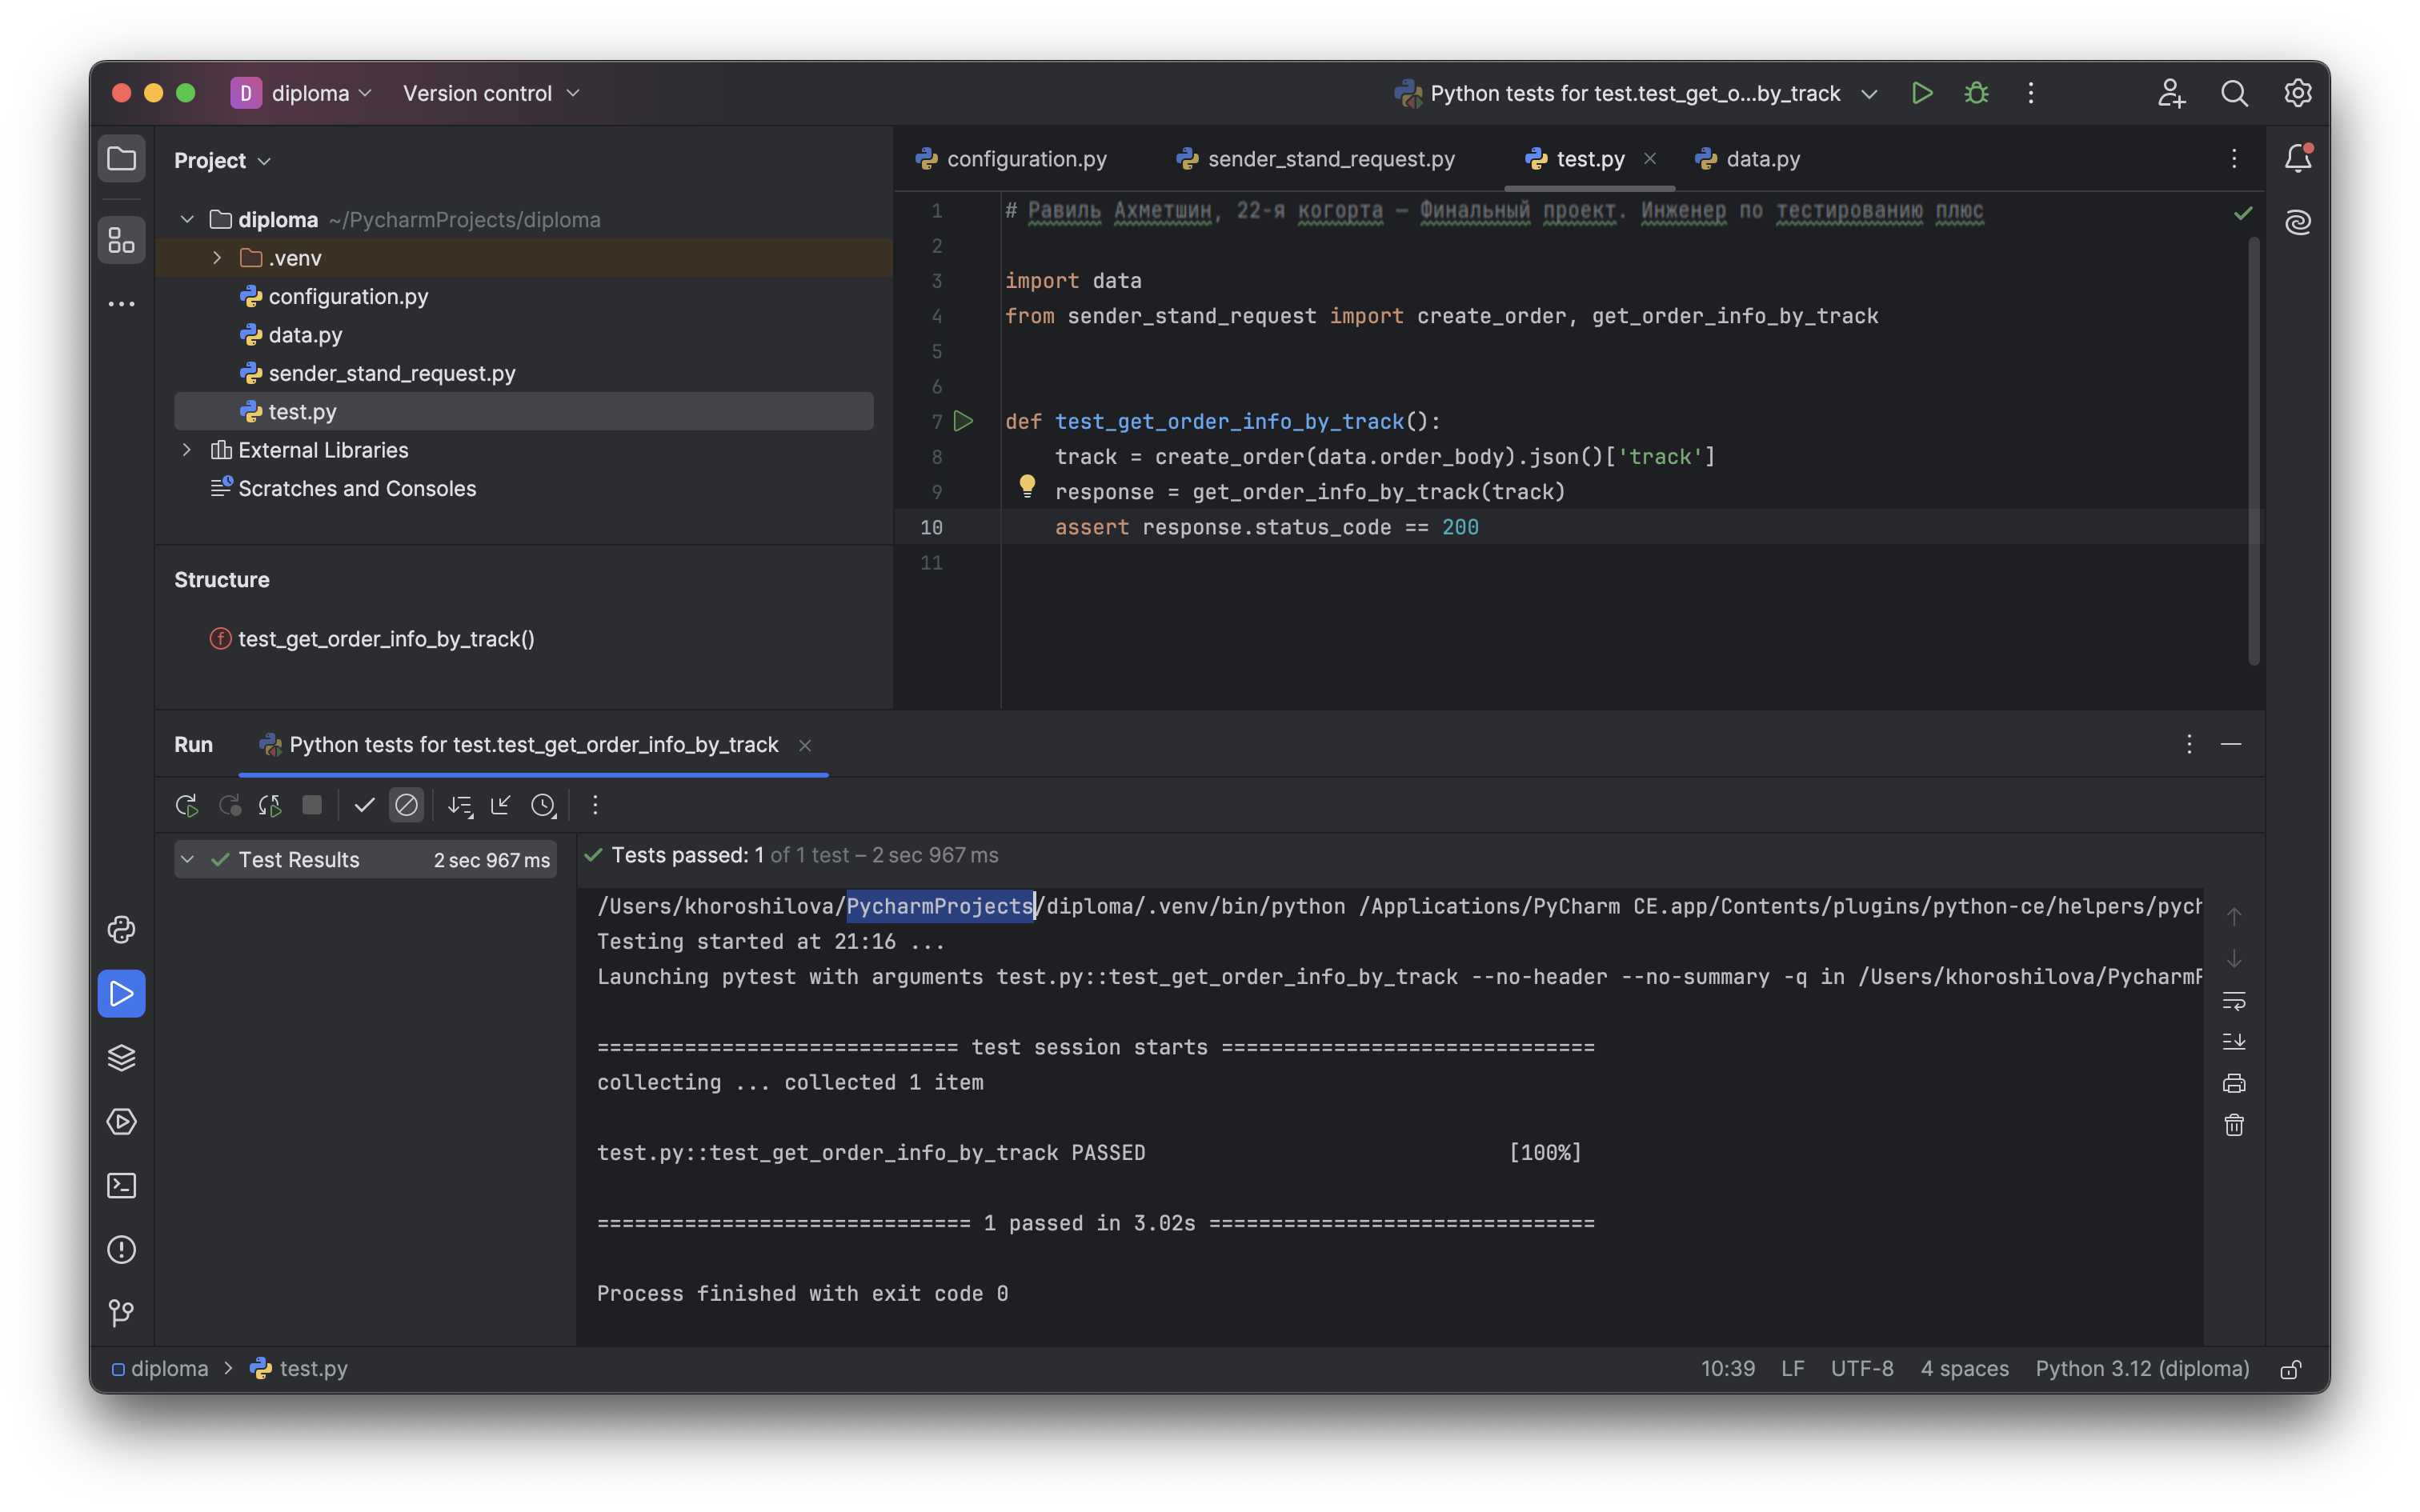 D diploma Version control Python tests for test.test_get_o...by_track
Project
diploma ~/PycharmProjects/diploma
.venv
configuration.py
data.py
sender_stand_request.py
test.py
External Libraries
Scratches and Consoles
Structure
test_get_order_info_by_track()
configuration.py sender_stand_request.py test.py data.py
1 # Равиль Ахметшин, 22-я когорта — Финальный проект. Инженер по тестированию плюс
2
3 import data
4 from sender_stand_request import create_order, get_order_info_by_track
5
6
7 def test_get_order_info_by_track():
8 track = create_order(data.order_body).json()['track']
9 response = get_order_info_by_track(track)
10 assert response.status_code == 200
11
Run Python tests for test.test_get_order_info_by_track
Test Results 2 sec 967 ms
Tests passed: 1 of 1 test – 2 sec 967 ms
/Users/khoroshilova/PycharmProjects/diploma/.venv/bin/python /Applications/PyCharm CE.app/Contents/plugins/python-ce/helpers/pych
Testing started at 21:16 ...
Launching pytest with arguments test.py::test_get_order_info_by_track --no-header --no-summary -q in /Users/khoroshilova/Pycharm
============================= test session starts ==============================
collecting ... collected 1 item
test.py::test_get_order_info_by_track PASSED [100%]
============================== 1 passed in 3.02s ===============================
Process finished with exit code 0
diploma > test.py 10:39 LF UTF-8 4 spaces Python 3.12 (diploma)